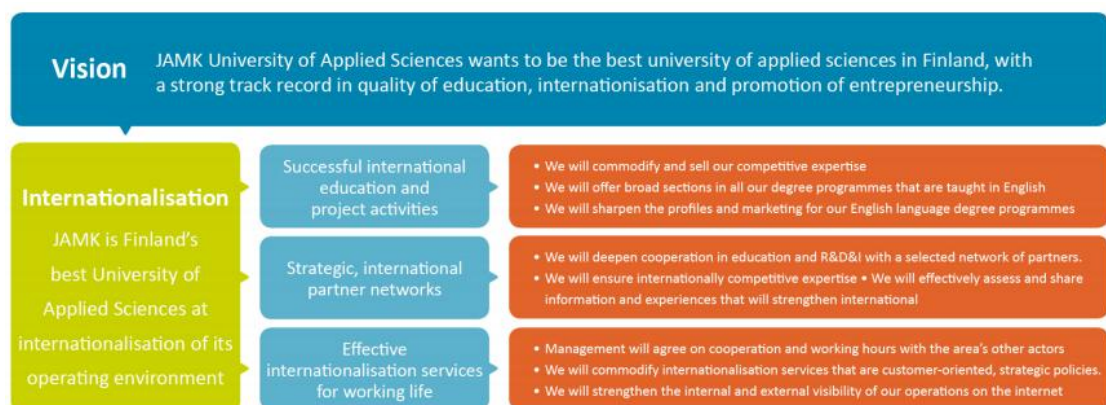 Vision
JAMK University of Applied Sciences wants to be the best university of applied sciences in Finland, with
a strong track record in quality of education, internationisation and promotion of entrepreneurship.
Internationalisation
JAMK is Finland's
best University of
Applied Sciences at
internationalisation of its
operating environment
Successful international
education and
project activities
• We will commodify and sell our competitive expertise
• We will offer broad sections in all our degree programmes that are taught in English
• We will sharpen the profiles and marketing for our English language degree programmes
Strategic, international
partner networks
• We will deepen cooperation in education and R&D&I with a selected network of partners.
• We will ensure internationally competitive expertise • We will effectively assess and share
information and experiences that will strengthen international
Effective
internationalisation services
for working life
• Management will agree on cooperation and working hours with the area's other actors
• We will commodify internationalisation services that are customer-oriented, strategic policies.
• We will strengthen the internal and external visibility of our operations on the internet